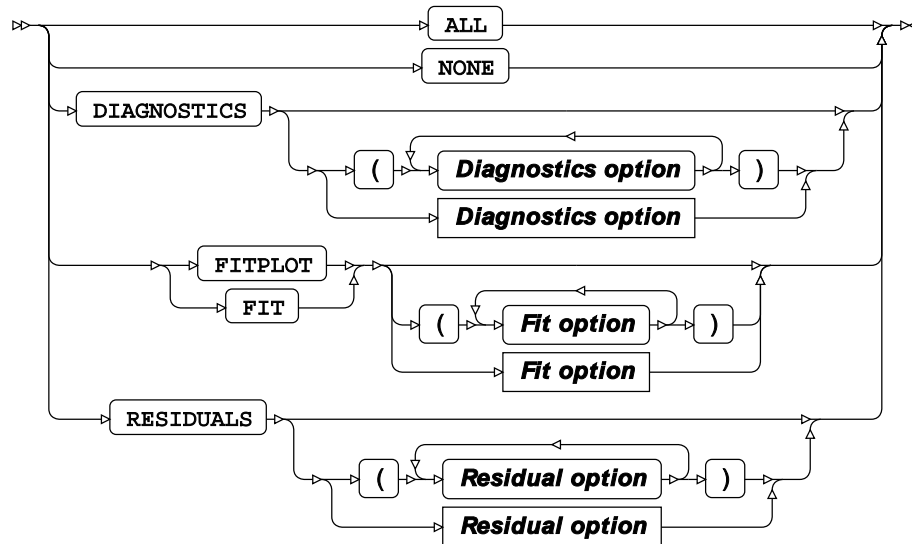 ALL
NONE
DIAGNOSTICS
( Diagnostics option )
Diagnostics option
FITPLOT
FIT
( Fit option )
Fit option
RESIDUALS
( Residual option )
Residual option